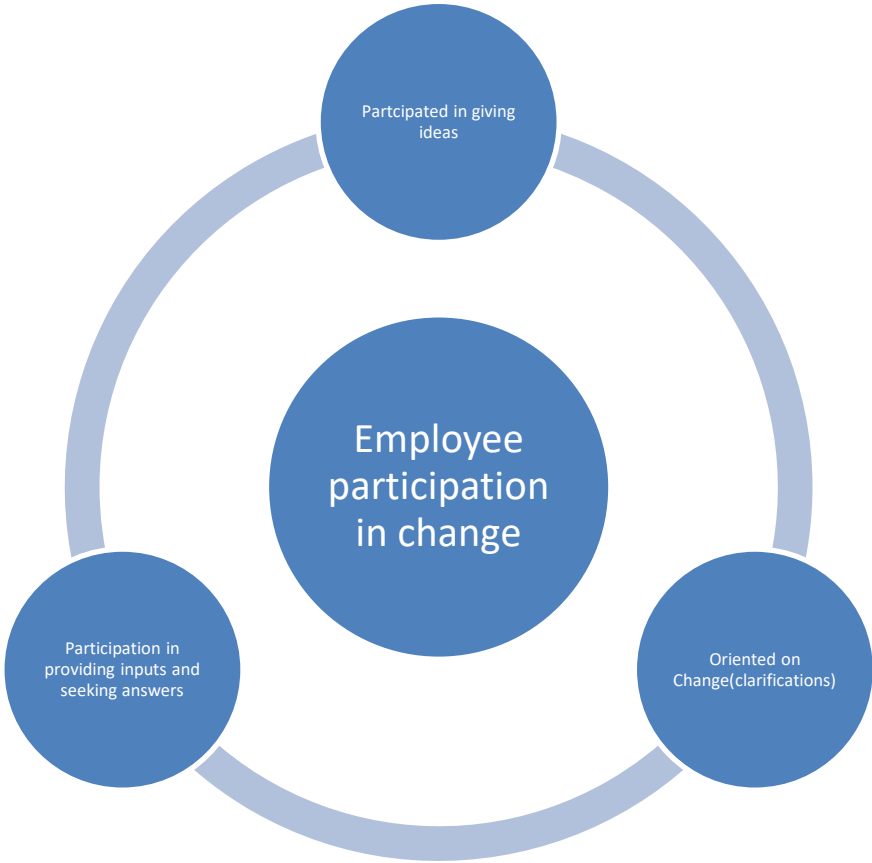 Partcipated in giving
ideas
Employee
participation
in change
Participation in
providing inputs and
seeking answers
Oriented on
Change(clarifications)